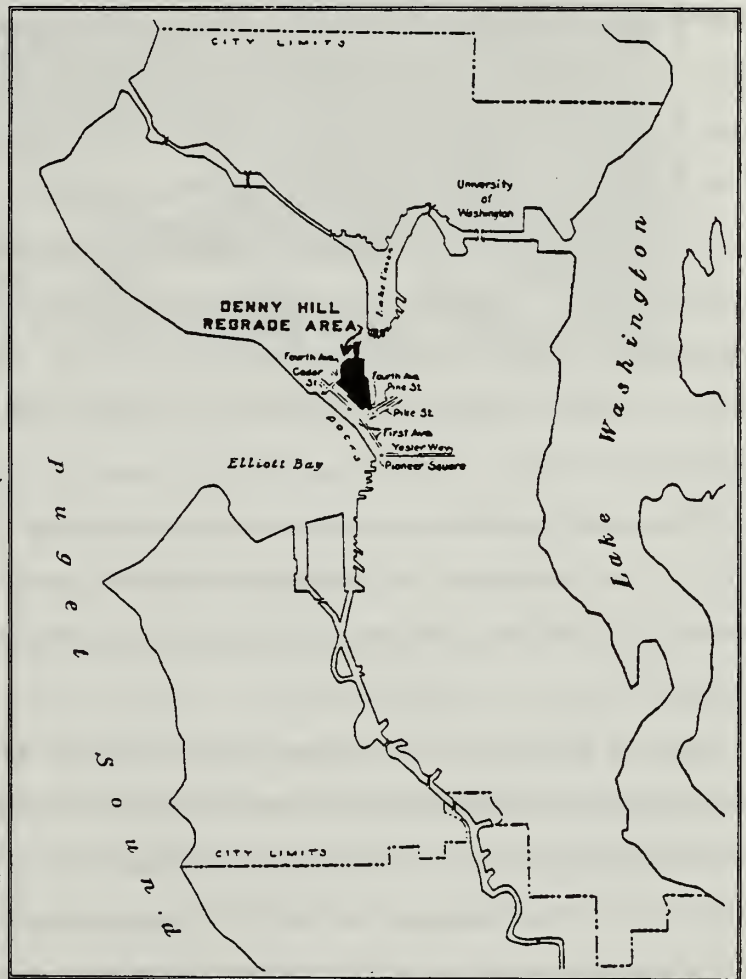 CITY LIMITS
University
of
Washington
Lake Union
DENNY HILL
REGRADE AREA
Fourth Ave.
Cedar
St.
Fourth Ave.
Pine St.
Pike St.
First Ave.
Yesler Way
Pioneer Square
Docks
Elliott Bay
Lake Washington
Puget Sound
CITY LIMITS